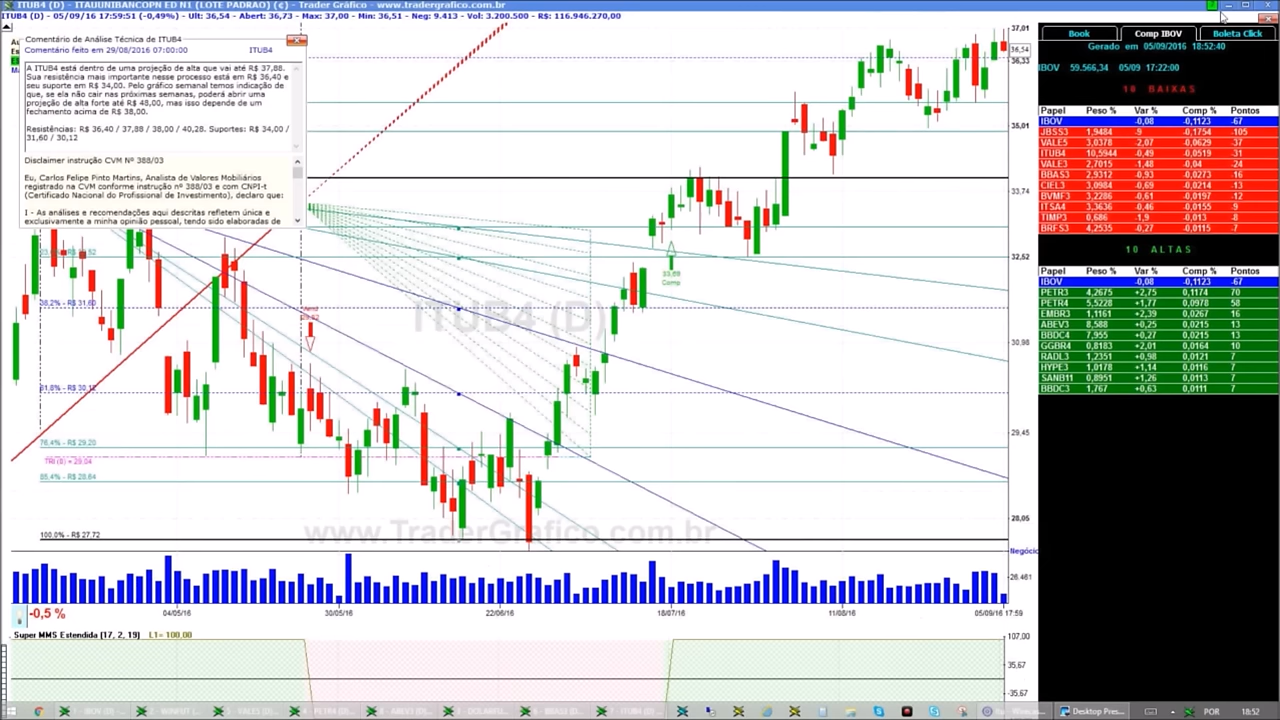 ITUB4 (D) - ITAUUNIBANCOPN ED N1 (LOTE PADRAO) (¢) - Trader Gráfico - www.tradergrafico.com.br
ITUB4 (D) - 05/09/16 - 17:59:51 (-0,49%) - Ult: 36,54 - Abert: 36,73 - Max: 37,00 - Min: 36,51 - Neg: 9.413 - Vol: 3.200.500 - R$: 116.946.270,00
Comentário de Análise Técnica de ITUB4
Comentário feito em 29/08/2016 07:00:00 ITUB4
A ITUB4 está dentro de uma projeção de alta que vai até R$ 37,88.
Sua resistência mais importante nesse processo está em R$ 36,40 e
seu suporte em R$ 34,00. Pelo gráfico semanal temos indicação de
que, se ela não cair nas próximas semanas, poderá abrir uma
projeção de alta forte até R$ 48,00, mas isso depende de um
fechamento acima de R$ 38,00.
Resistências: R$ 36,40 / 37,88 / 38,00 / 40,28. Suportes: R$ 34,00 /
31,60 / 30,12
Disclaimer instrução CVM Nº 388/03
Eu, Carlos Felipe Pinto Martins, Analista de Valores Mobiliários
registrado na CVM conforme instrução nº 388/03 e com CNPI-t
(Certificado Nacional do Profissional de Investimento), declaro que:
I - As análises e recomendações aqui descritas refletem única e
exclusivamente a minha opinião pessoal, tendo sido elaboradas de
38,2% - R$ 31,60
61,8% - R$ 30,12
76,4% - R$ 29,20
TRI (D) = 29,04
85,4% - R$ 28,64
100,0% - R$ 27,72
ITUB4 (D)
www.TraderGrafico.com.br
33,69
Comp
37,01
36,54
36,33
35,01
33,74
32,52
30,98
29,45
28,05
Negócios
26.461
-0,5 %
04/05/16
30/05/16
22/06/16
18/07/16
11/08/16
05/09/16 17:59
Super MMS Estendida (17, 2, 19) L1= 100,00
107,00
35,67
-35,67
Book Comp IBOV Boleta Click
Gerado em 05/09/2016 18:52:40
IBOV 59.566,34 05/09 17:22:00
10 BAIXAS
Papel Peso % Var % Comp % Pontos
IBOV -0,08 -0,1123 -67
JBSS3 1,9484 -9 -0,1754 -105
VALE5 3,0378 -2,07 -0,0629 -37
ITUB4 10,5944 -0,49 -0,0519 -31
VALE3 2,7015 -1,48 -0,04 -24
BBAS3 2,9312 -0,93 -0,0273 -16
CIEL3 3,0984 -0,69 -0,0214 -13
BVMF3 3,2286 -0,61 -0,0197 -12
ITSA4 3,3636 -0,46 -0,0155 -9
TIMP3 0,686 -1,9 -0,013 -8
BRFS3 4,2535 -0,27 -0,0115 -7
10 ALTAS
Papel Peso % Var % Comp % Pontos
IBOV -0,08 -0,1123 -67
PETR3 4,2675 +2,75 0,1174 70
PETR4 5,5228 +1,77 0,0978 58
EMBR3 1,1161 +2,39 0,0267 16
ABEV3 8,588 +0,25 0,0215 13
BBDC4 7,955 +0,27 0,0215 13
GGBR4 0,8183 +2,01 0,0164 10
RADL3 1,2351 +0,98 0,0121 7
HYPE3 1,0178 +1,14 0,0116 7
SANB11 0,8951 +1,26 0,0113 7
BBDC3 1,767 +0,63 0,0111 7
Desktop Pres...
POR
18:52